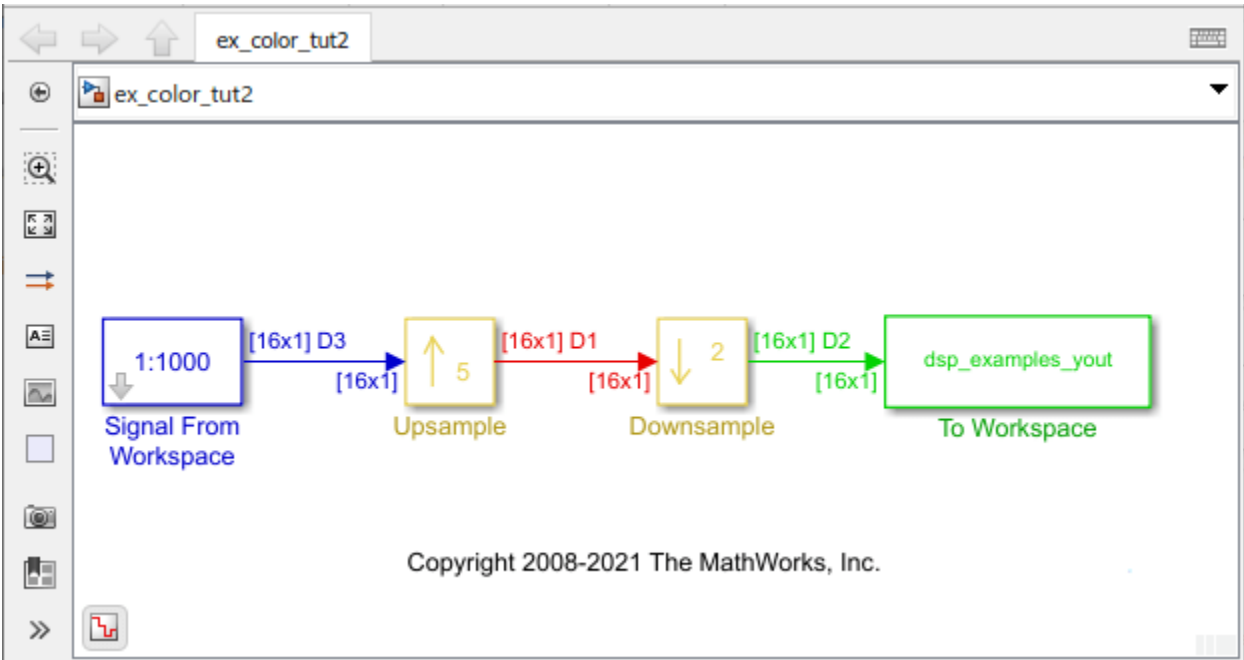 ex_color_tut2
ex_color_tut2
[16x1] D3
[16x1] D1
[16x1] D2
1:1000
5
2
dsp_examples_yout
[16x1]
[16x1]
[16x1]
Signal From
Workspace
Upsample
Downsample
To Workspace
Copyright 2008-2021 The MathWorks, Inc.